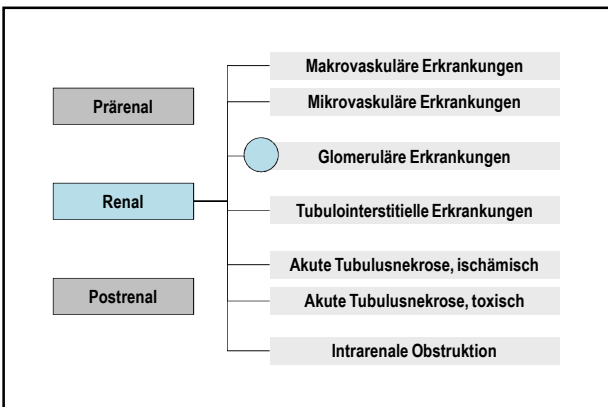 Prärenal
Renal
Postrenal
Makrovaskuläre Erkrankungen
Mikrovaskuläre Erkrankungen
Glomeruläre Erkrankungen
Tubulointerstitielle Erkrankungen
Akute Tubulusnekrose, ischämisch
Akute Tubulusnekrose, toxisch
Intrarenale Obstruktion